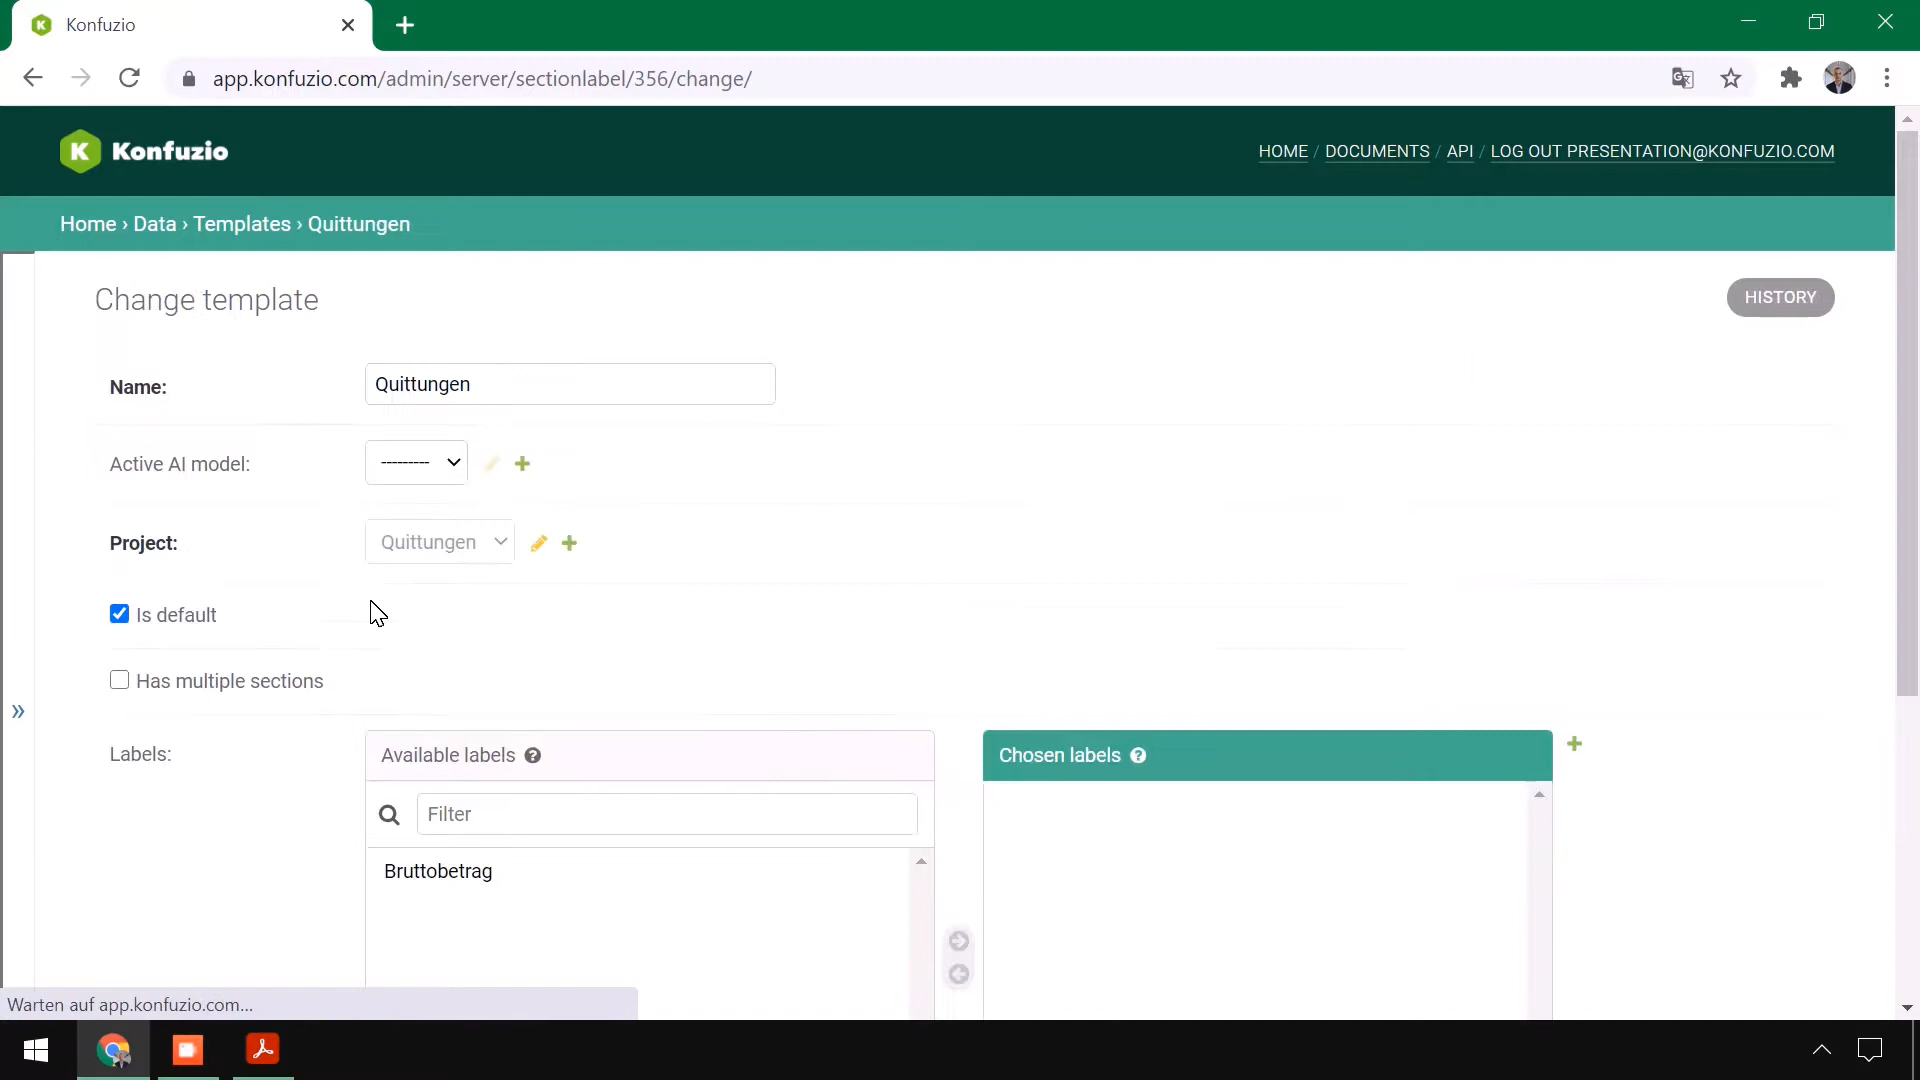 Konfuzio
app.konfuzio.com/admin/server/sectionlabel/356/change/
K Konfuzio
HOME / DOCUMENTS / API / LOG OUT PRESENTATION@KONFUZIO.COM
Home › Data › Templates › Quittungen
Change template
HISTORY
Name:
Quittungen
Active AI model:
---------
Project:
Quittungen
Is default
Has multiple sections
»
Labels:
Available labels ?
Chosen labels ?
Filter
Bruttobetrag
Warten auf app.konfuzio.com...